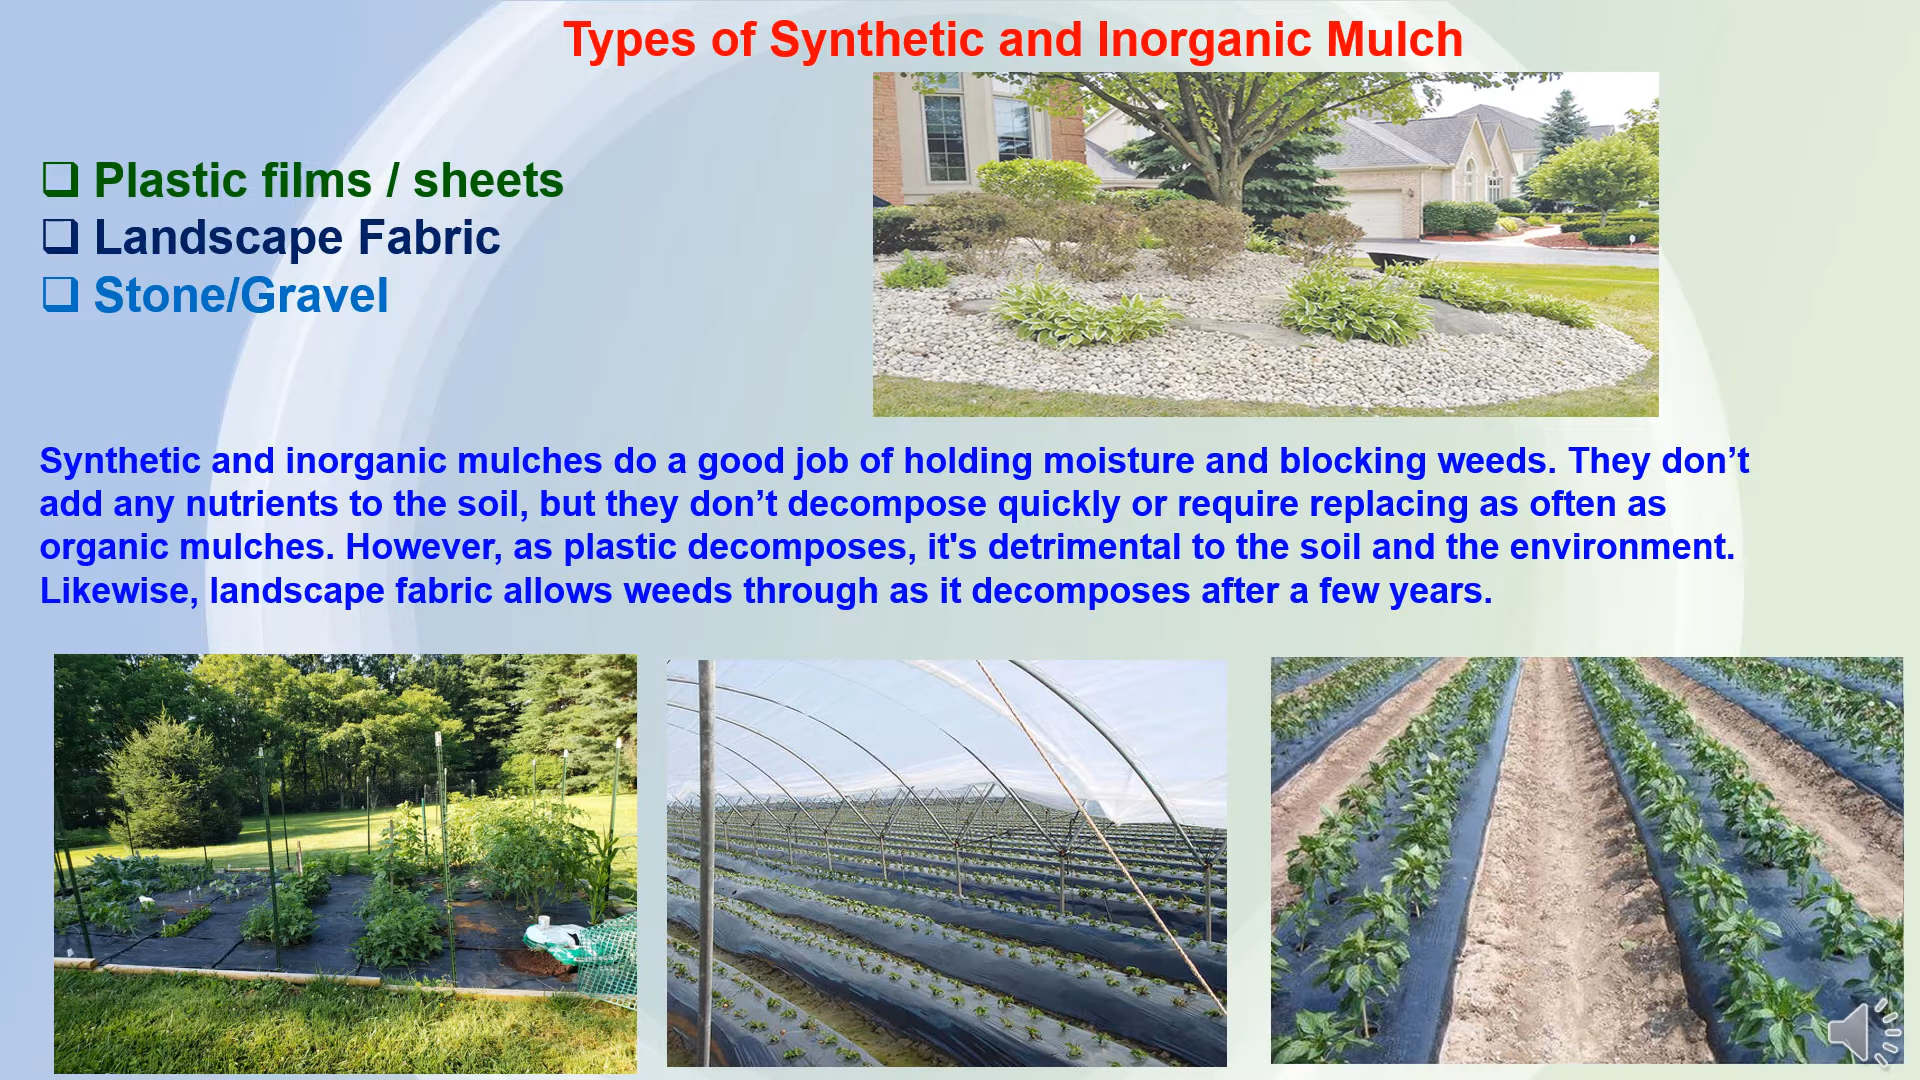 Types of Synthetic and Inorganic Mulch
❑ Plastic films / sheets
❑ Landscape Fabric
❑ Stone/Gravel
Synthetic and inorganic mulches do a good job of holding moisture and blocking weeds. They don’t
add any nutrients to the soil, but they don’t decompose quickly or require replacing as often as
organic mulches. However, as plastic decomposes, it's detrimental to the soil and the environment.
Likewise, landscape fabric allows weeds through as it decomposes after a few years.